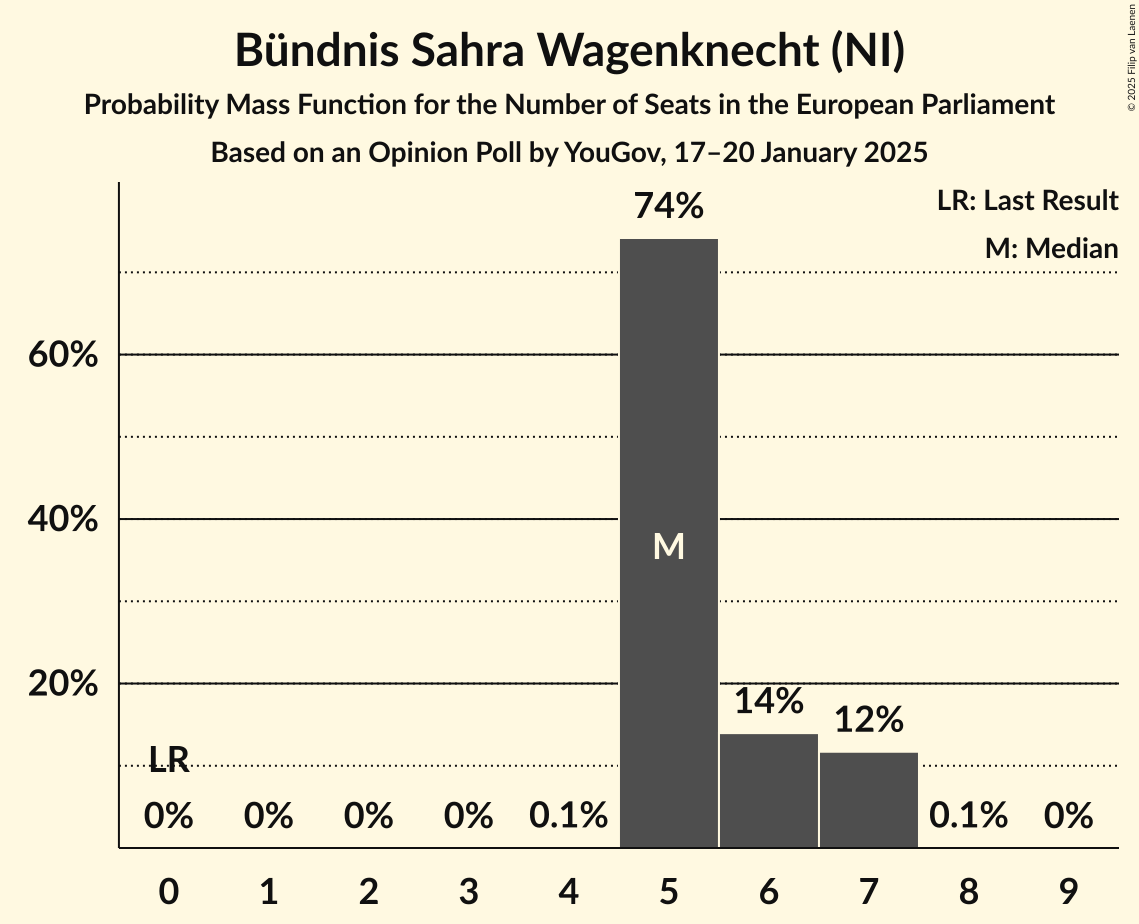 Bündnis Sahra Wagenknecht (NI)
Probability Mass Function for the Number of Seats in the European Parliament
Based on an Opinion Poll by YouGov, 17–20 January 2025
© 2025 Filip van Laenen
LR: Last Result
M: Median
74%
60%
40%
20%
M
14%
12%
LR
0%
0%
0%
0%
0.1%
0.1%
0%
0 1 2 3 4 5 6 7 8 9